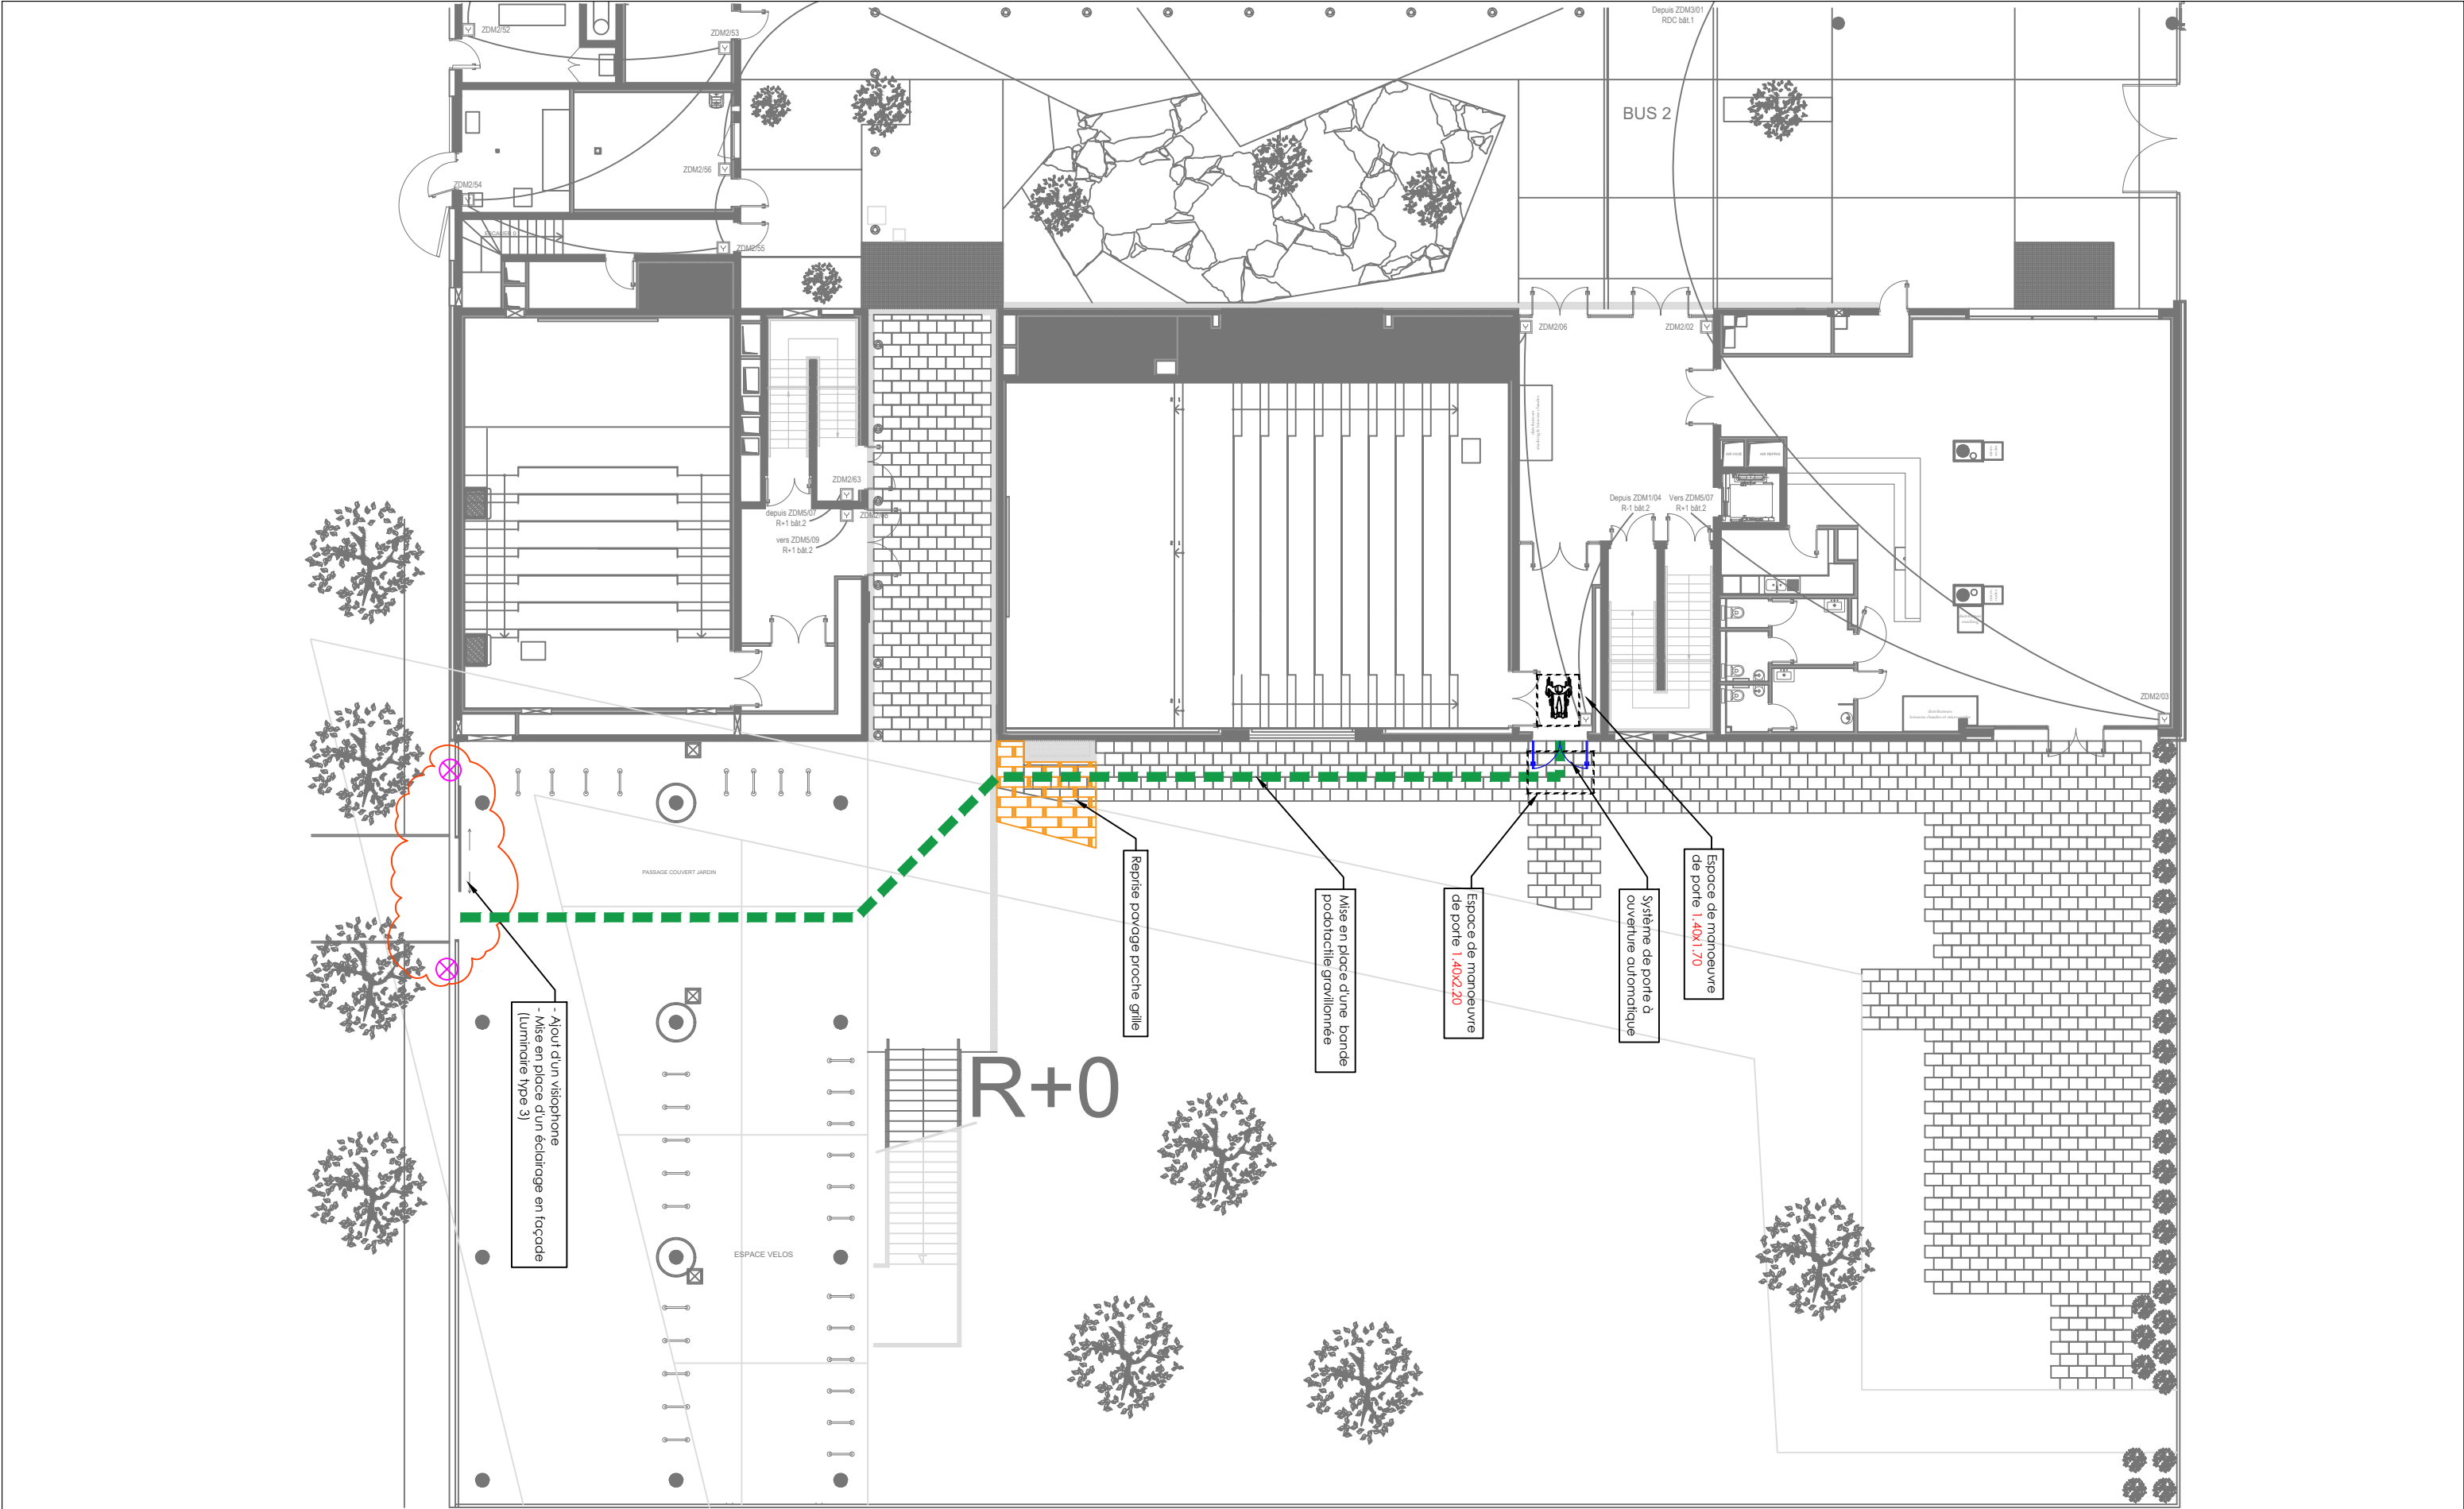 Depuis ZDM3/01
RDC bât.1
ZDM2/52
ZDM2/53
BUS 2
ZDM2/56
ZDM2/54
ESCALIER 0
ZDM2/55
ZDM2/06
ZDM2/02
ZDM2/63
depuis ZDM5/07
R+1 bât.2
vers ZDM5/09
R+1 bât.2
Depuis ZDM1/04
R-1 bât.2
Vers ZDM5/07
R+1 bât.2
ZDM2/03
PASSAGE COUVERT JARDIN
Reprise pavage proche grille
Mise en place d'une bande
podotactile gravillonnée
Espace de manoeuvre
de porte 1.40x2.20
Système de porte à
ouverture automatique
Espace de manoeuvre
de porte 1.40x1.70
- Ajout d'un visiophone
- Mise en place d'un éclairage en façade
(Luminaire type 3)
R+0
ESPACE VELOS